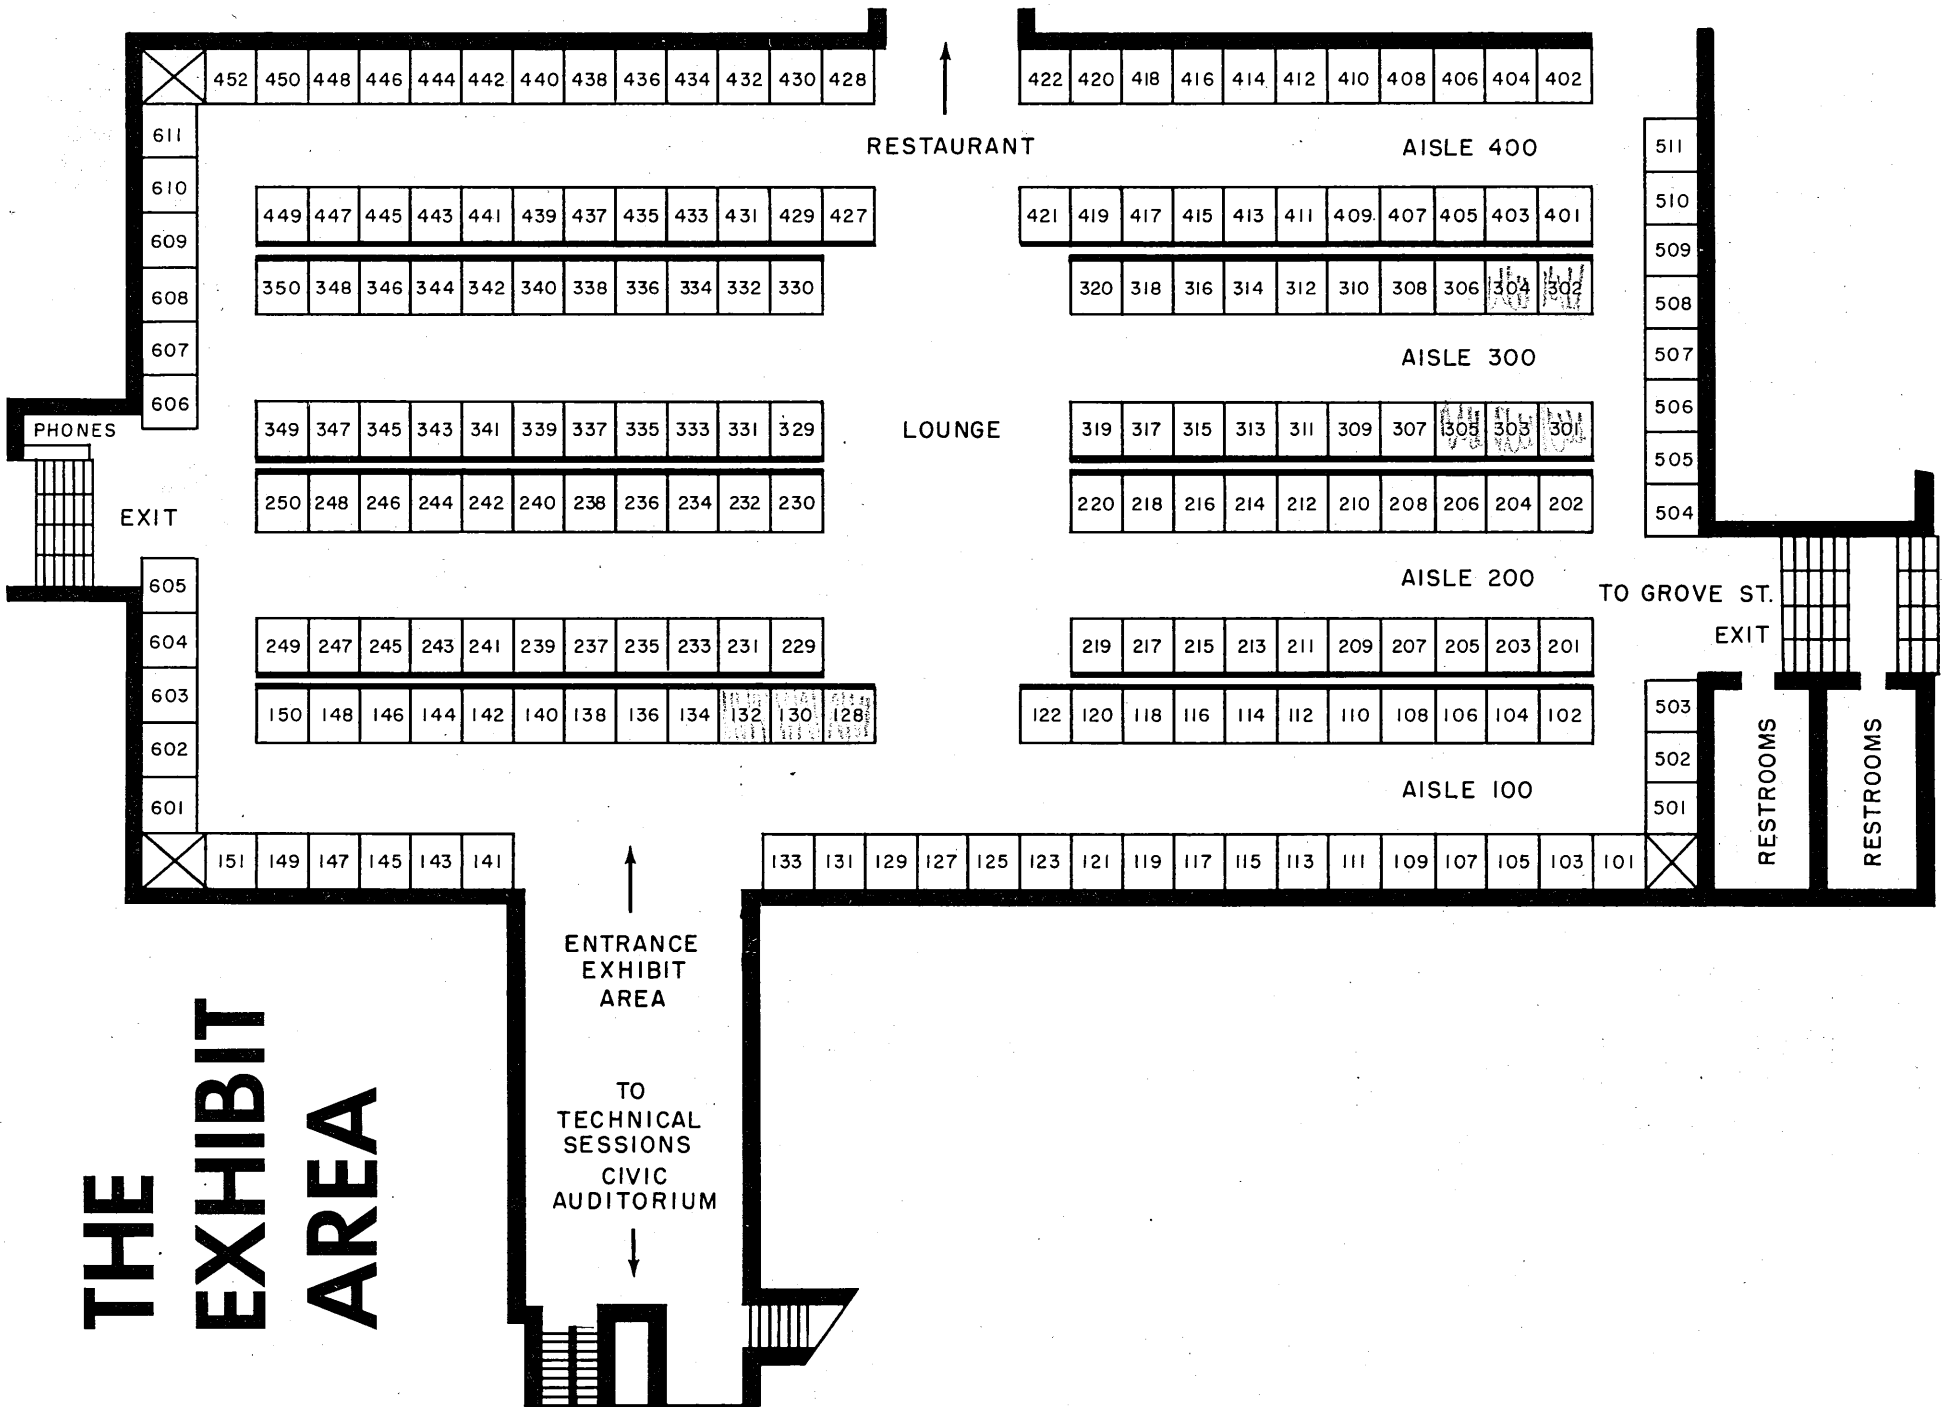 452 450 448 446 444 442 440 438 436 434 432 430 428 422 420 418 416 414 412 410 408 406 404 402
611
RESTAURANT
AISLE 400
511
610
510
449 447 445 443 441 439 437 435 433 431 429 427 421 419 417 415 413 411 409 407 405 403 401
609
509
350 348 346 344 342 340 338 336 334 332 330 320 318 316 314 312 310 308 306 304 302
608
508
607
AISLE 300
507
606
506
PHONES
349 347 345 343 341 339 337 335 333 331 329
LOUNGE
319 317 315 313 311 309 307 305 303 301
505
250 248 246 244 242 240 238 236 234 232 230 220 218 216 214 212 210 208 206 204 202
504
EXIT
605
AISLE 200
TO GROVE ST.
EXIT
604
249 247 245 243 241 239 237 235 233 231 229 219 217 215 213 211 209 207 205 203 201
603
503
150 148 146 144 142 140 138 136 134 132 130 128 122 120 118 116 114 112 110 108 106 104 102
602
502
AISLE 100
601
501
RESTROOMS
RESTROOMS
151 149 147 145 143 141 133 131 129 127 125 123 121 119 117 115 113 111 109 107 105 103 101
ENTRANCE
EXHIBIT
AREA
TO
TECHNICAL
SESSIONS
CIVIC
AUDITORIUM
THE
EXHIBIT
AREA